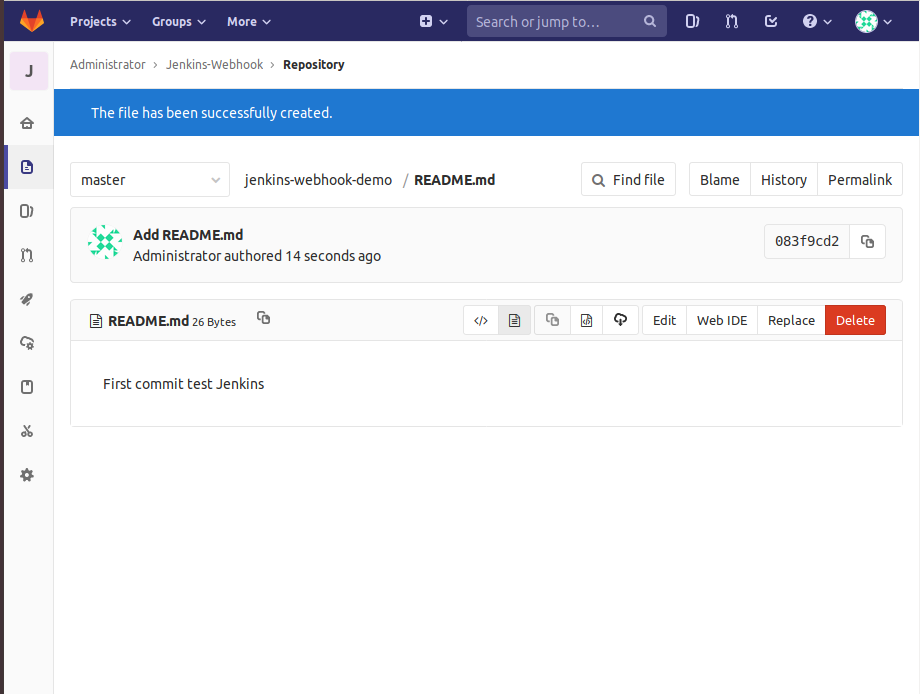 Projects Groups More Search or jump to...
J
Administrator › Jenkins-Webhook › Repository
The file has been successfully created.
master jenkins-webhook-demo / README.md Find file Blame History Permalink
Add README.md
Administrator authored 14 seconds ago
083f9cd2
README.md 26 Bytes </> Edit Web IDE Replace Delete
First commit test Jenkins